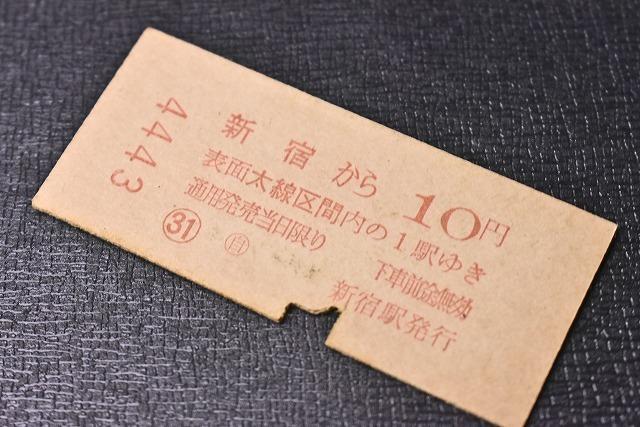 4443
新宿から 10円
表面太線区間内の1駅ゆき
通用発売当日限り
下車前途無効
㉛ 自
新宿駅発行